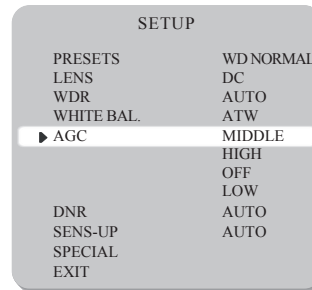 SETUP
PRESETS WD NORMAL
LENS DC
WDR AUTO
WHITE BAL. ATW
AGC MIDDLE
HIGH
OFF
LOW
DNR AUTO
SENS-UP AUTO
SPECIAL
EXIT